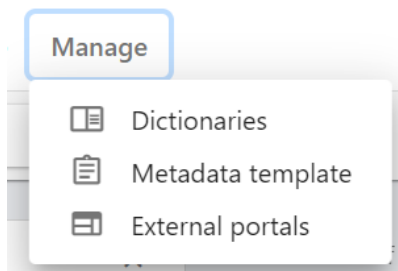 Manage
Dictionaries
Metadata template
External portals